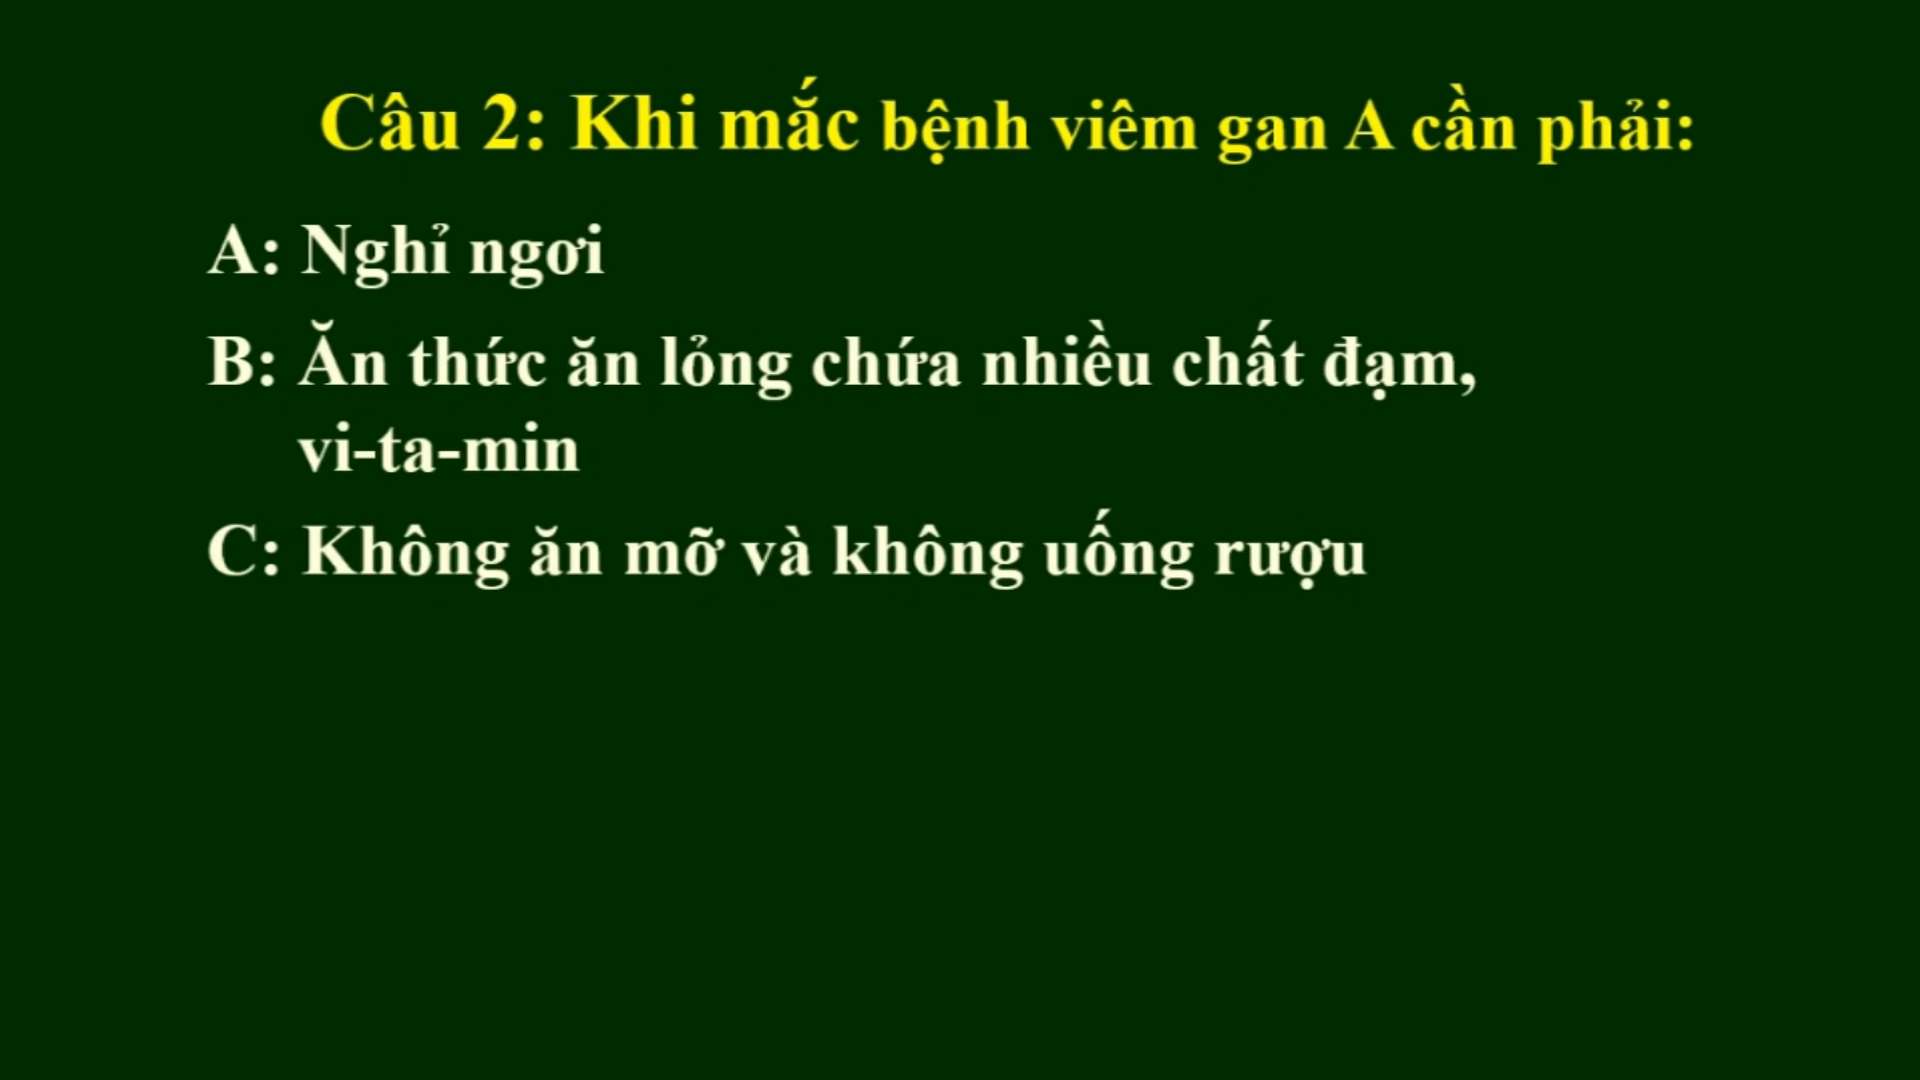 Câu 2: Khi mắc bệnh viêm gan A cần phải:
A: Nghỉ ngơi
B: Ăn thức ăn lỏng chứa nhiều chất đạm,
vi-ta-min
C: Không ăn mỡ và không uống rượu